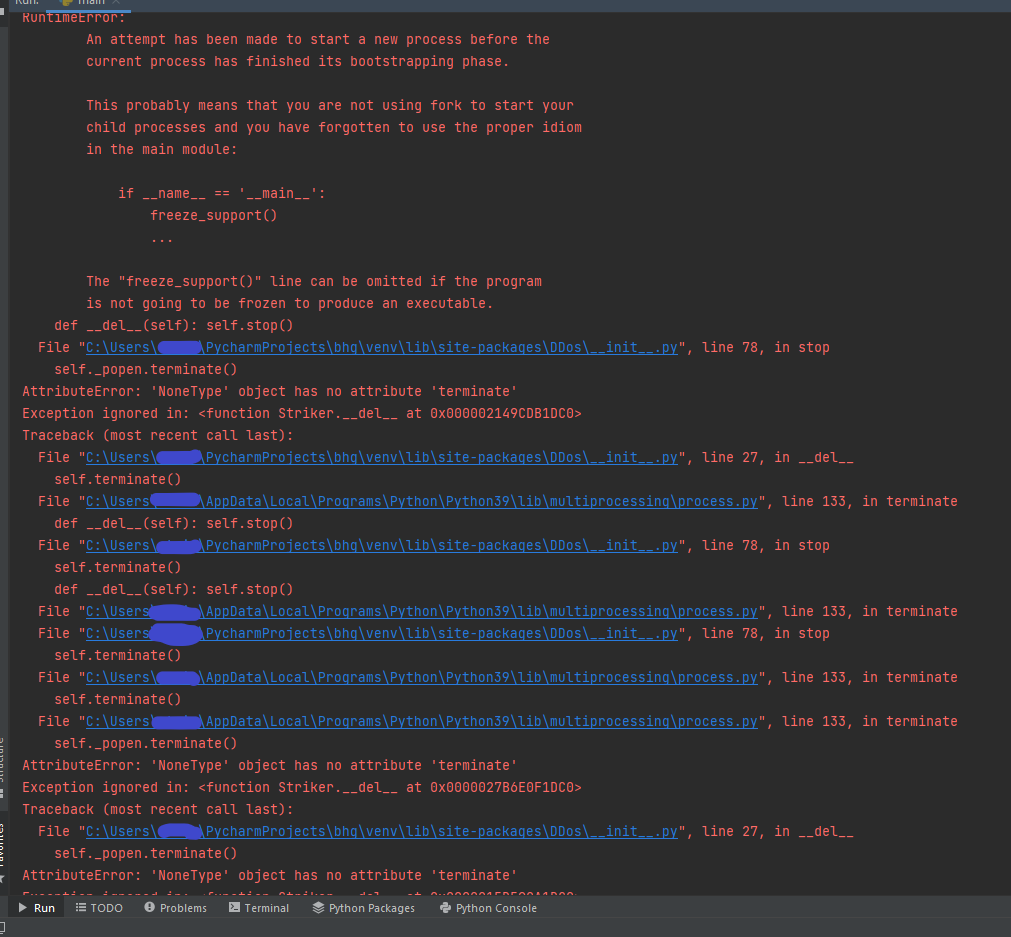 Run: main
RuntimeError:
An attempt has been made to start a new process before the
current process has finished its bootstrapping phase.
This probably means that you are not using fork to start your
child processes and you have forgotten to use the proper idiom
in the main module:
if __name__ == '__main__':
freeze_support()
...
The "freeze_support()" line can be omitted if the program
is not going to be frozen to produce an executable.
def __del__(self): self.stop()
File "C:\Users\ \PycharmProjects\bhq\venv\lib\site-packages\DDos\__init__.py", line 78, in stop
self._popen.terminate()
AttributeError: 'NoneType' object has no attribute 'terminate'
Exception ignored in: <function Striker.__del__ at 0x000002149CDB1DC0>
Traceback (most recent call last):
File "C:\Users\ \PycharmProjects\bhq\venv\lib\site-packages\DDos\__init__.py", line 27, in __del__
self.terminate()
File "C:\Users \AppData\Local\Programs\Python\Python39\lib\multiprocessing\process.py", line 133, in terminate
def __del__(self): self.stop()
File "C:\Users\ \PycharmProjects\bhq\venv\lib\site-packages\DDos\__init__.py", line 78, in stop
self.terminate()
def __del__(self): self.stop()
File "C:\Users \AppData\Local\Programs\Python\Python39\lib\multiprocessing\process.py", line 133, in terminate
File "C:\Users \PycharmProjects\bhq\venv\lib\site-packages\DDos\__init__.py", line 78, in stop
self.terminate()
File "C:\Users\ \AppData\Local\Programs\Python\Python39\lib\multiprocessing\process.py", line 133, in terminate
self.terminate()
File "C:\Users \AppData\Local\Programs\Python\Python39\lib\multiprocessing\process.py", line 133, in terminate
self._popen.terminate()
AttributeError: 'NoneType' object has no attribute 'terminate'
Exception ignored in: <function Striker.__del__ at 0x0000027B6E0F1DC0>
Traceback (most recent call last):
File "C:\Users\ \PycharmProjects\bhq\venv\lib\site-packages\DDos\__init__.py", line 27, in __del__
self._popen.terminate()
AttributeError: 'NoneType' object has no attribute 'terminate'
Exception ignored in: <function Striker.__del__ at
Structure
Favorites
Run TODO Problems Terminal Python Packages Python Console